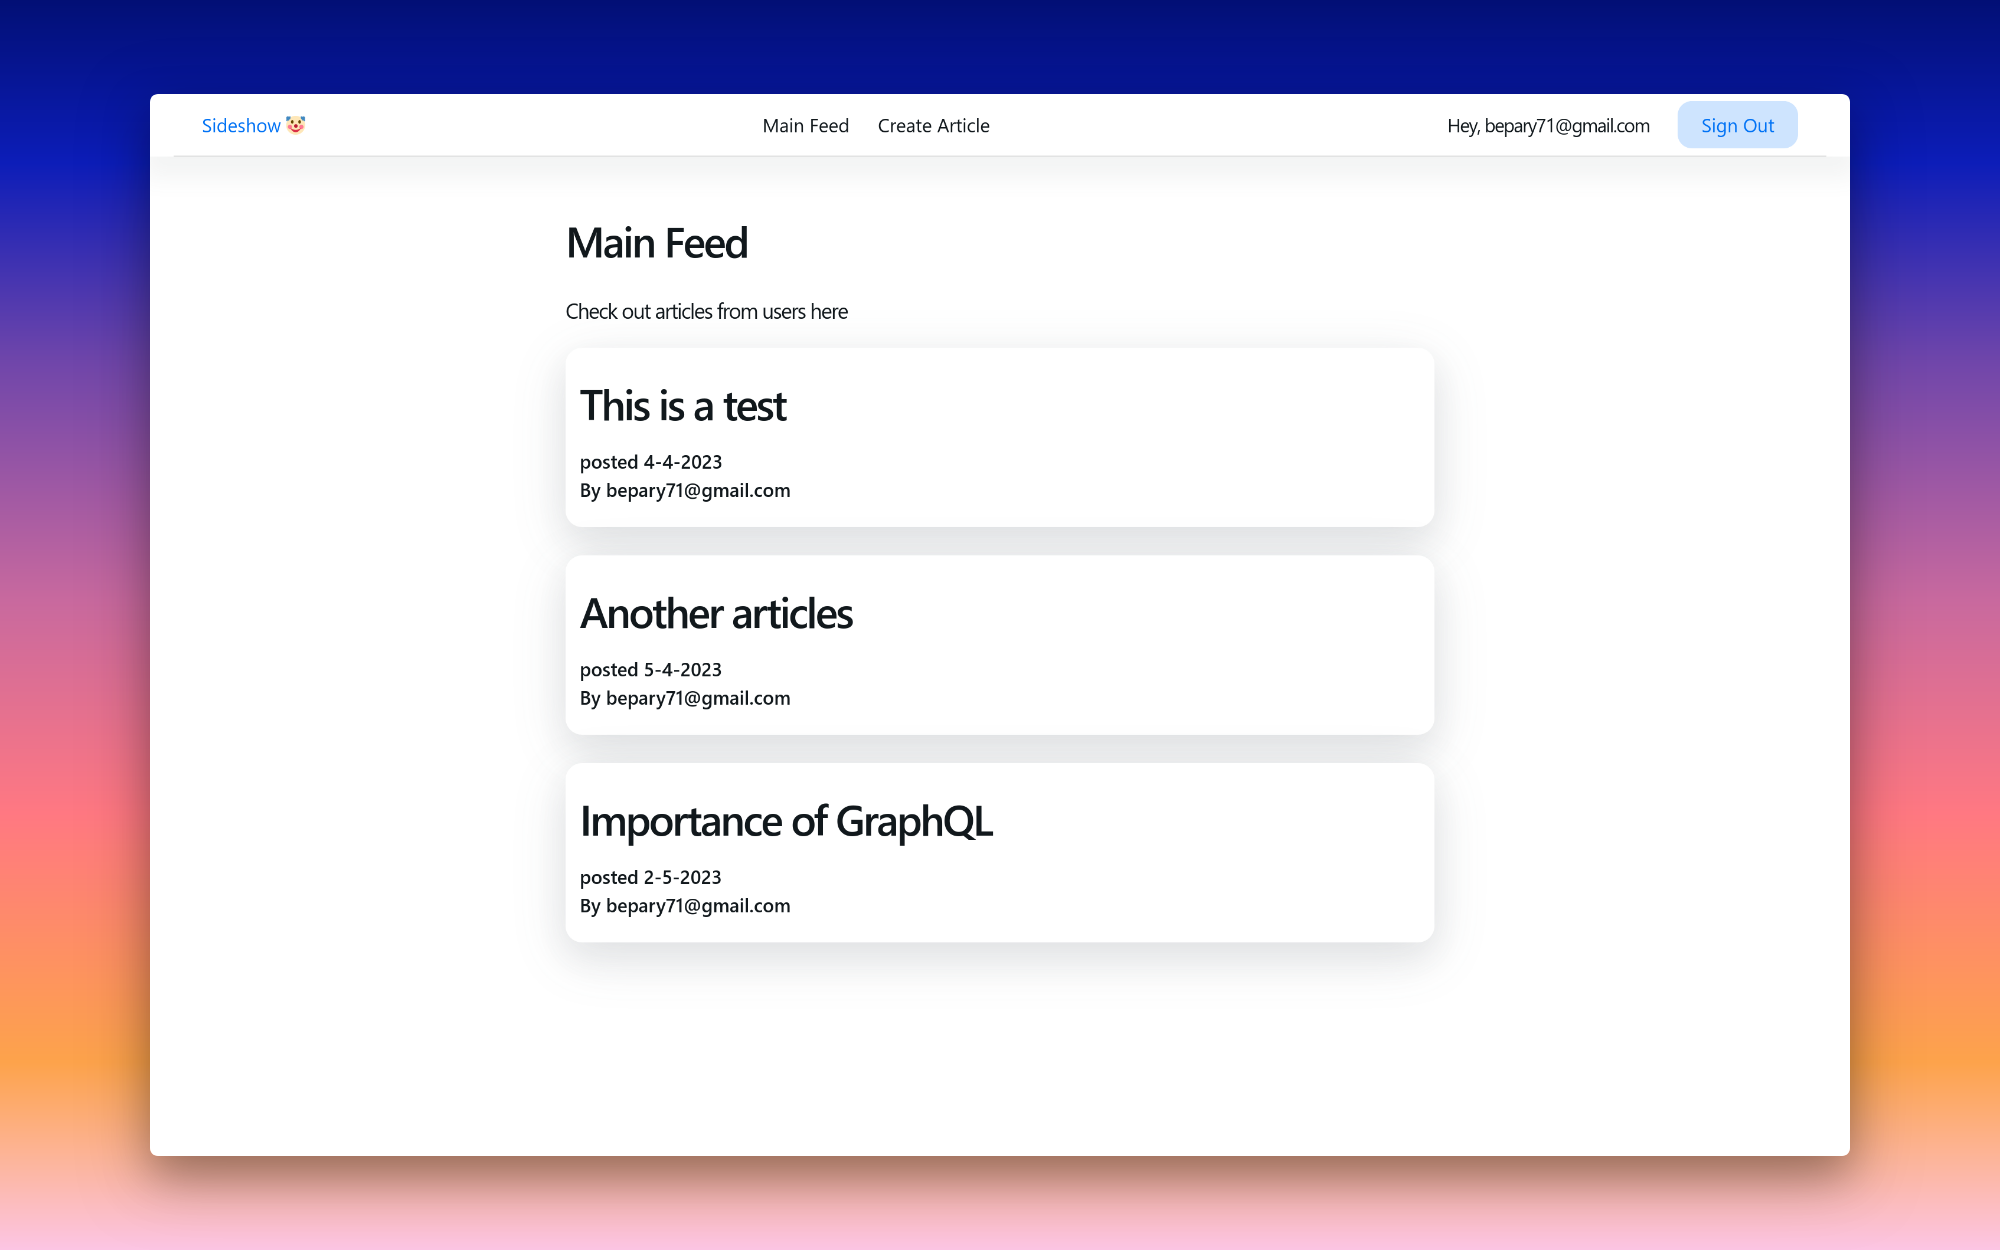 Sideshow 🤡 Main Feed Create Article Hey, bepary71@gmail.com Sign Out
Main Feed
Check out articles from users here
This is a test
posted 4-4-2023
By bepary71@gmail.com
Another articles
posted 5-4-2023
By bepary71@gmail.com
Importance of GraphQL
posted 2-5-2023
By bepary71@gmail.com